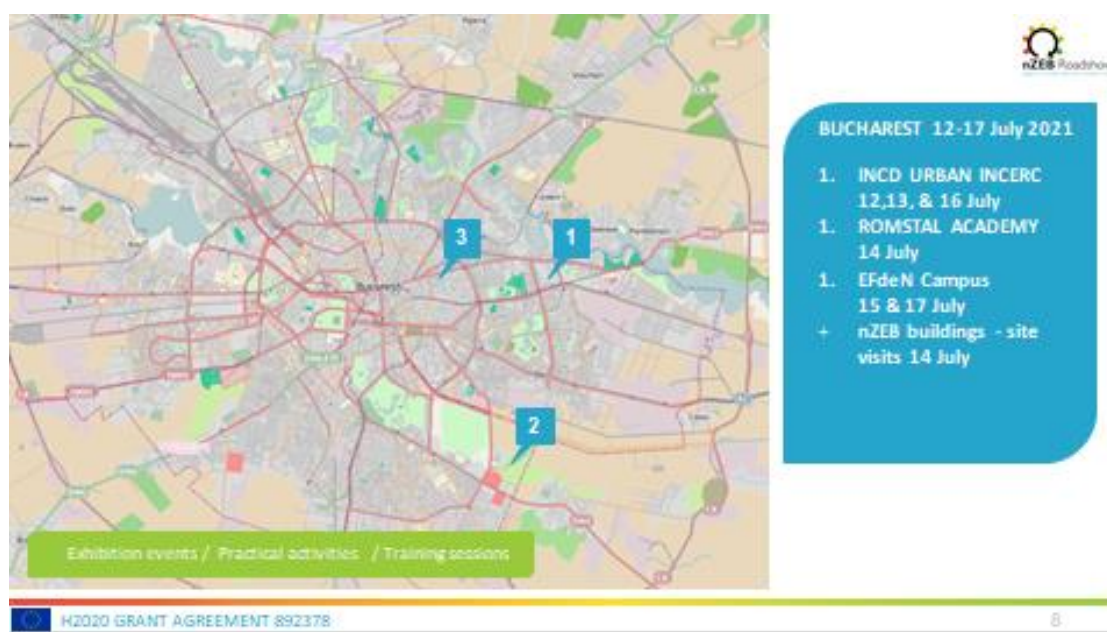 nZEB Roadshow
BUCHAREST 12-17 July 2021
1. INCD URBAN INCERC
12,13, & 16 July
1. ROMSTAL ACADEMY
14 July
1. EFdeN Campus
15 & 17 July
+ nZEB buildings - site
visits 14 July
3
1
Bucharest
2
Exhibition events / Practical activities / Training sessions
H2020 GRANT AGREEMENT 892378
8